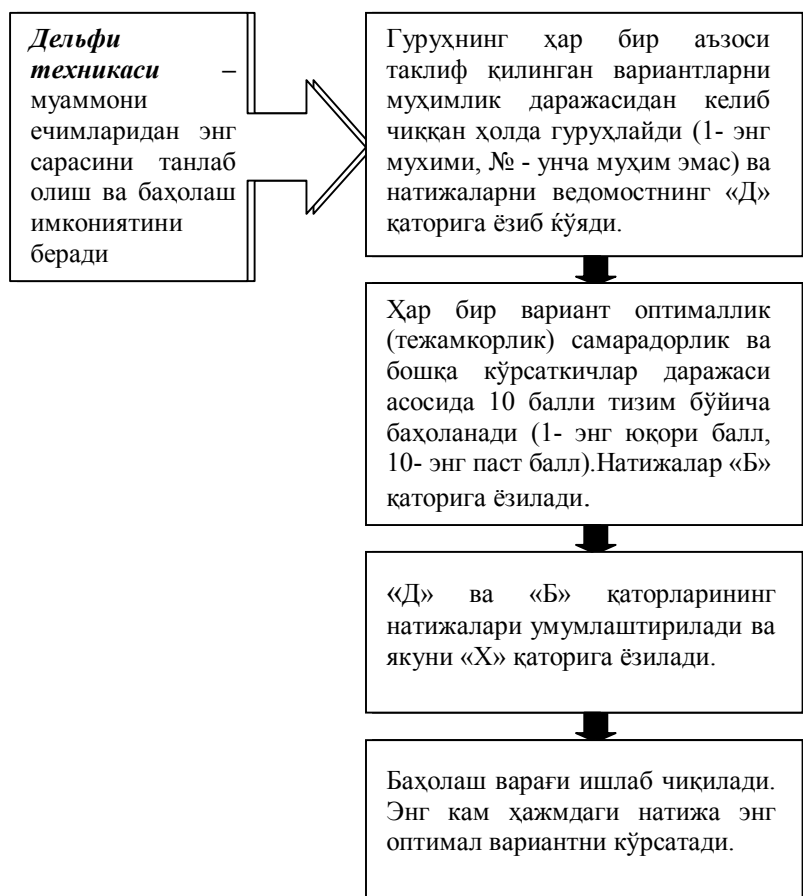 Дельфи
техникаси –
муаммони
ечимларидан энг
сарасини танлаб
олиш ва баҳолаш
имкониятини
беради
Гуруҳнинг ҳар бир аъзоси
таклиф қилинган вариантларни
муҳимлик даражасидан келиб
чиққан ҳолда гуруҳлайди (1- энг
мухими, № - унча муҳим эмас) ва
натижаларни ведомостнинг «Д»
қаторига ёзиб ќўяди.
Ҳар бир вариант оптималлик
(тежамкорлик) самарадорлик ва
бошқа кўрсаткичлар даражаси
асосида 10 балли тизим бўйича
баҳоланади (1- энг юқори балл,
10- энг паст балл).Натижалар «Б»
қаторига ёзилади.
«Д» ва «Б» қаторларининг
натижалари умумлаштирилади ва
якуни «Х» қаторига ёзилади.
Баҳолаш варағи ишлаб чиқилади.
Энг кам ҳажмдаги натижа энг
оптимал вариантни кўрсатади.